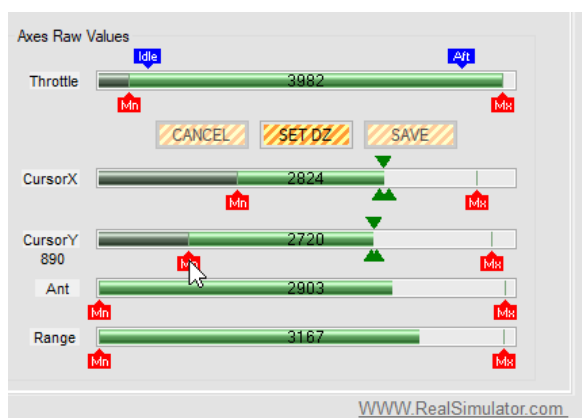 Axes Raw Values
Idle Aft
Throttle 3982
Mn Mx
CANCEL SET DZ SAVE
CursorX 2824
Mn Mx
CursorY 2720
890 Mn Mx
Ant 2903
Mn Mx
Range 3167
Mn Mx
WWW.RealSimulator.com